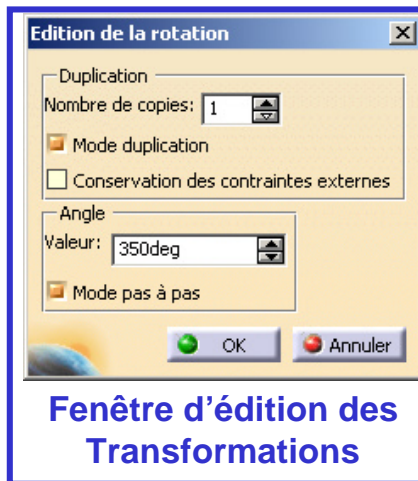 Edition de la rotation
Duplication
Nombre de copies: 1
Mode duplication
Conservation des contraintes externes
Angle
Valeur: 350deg
Mode pas à pas
OK Annuler
Fenêtre d'édition des
Transformations